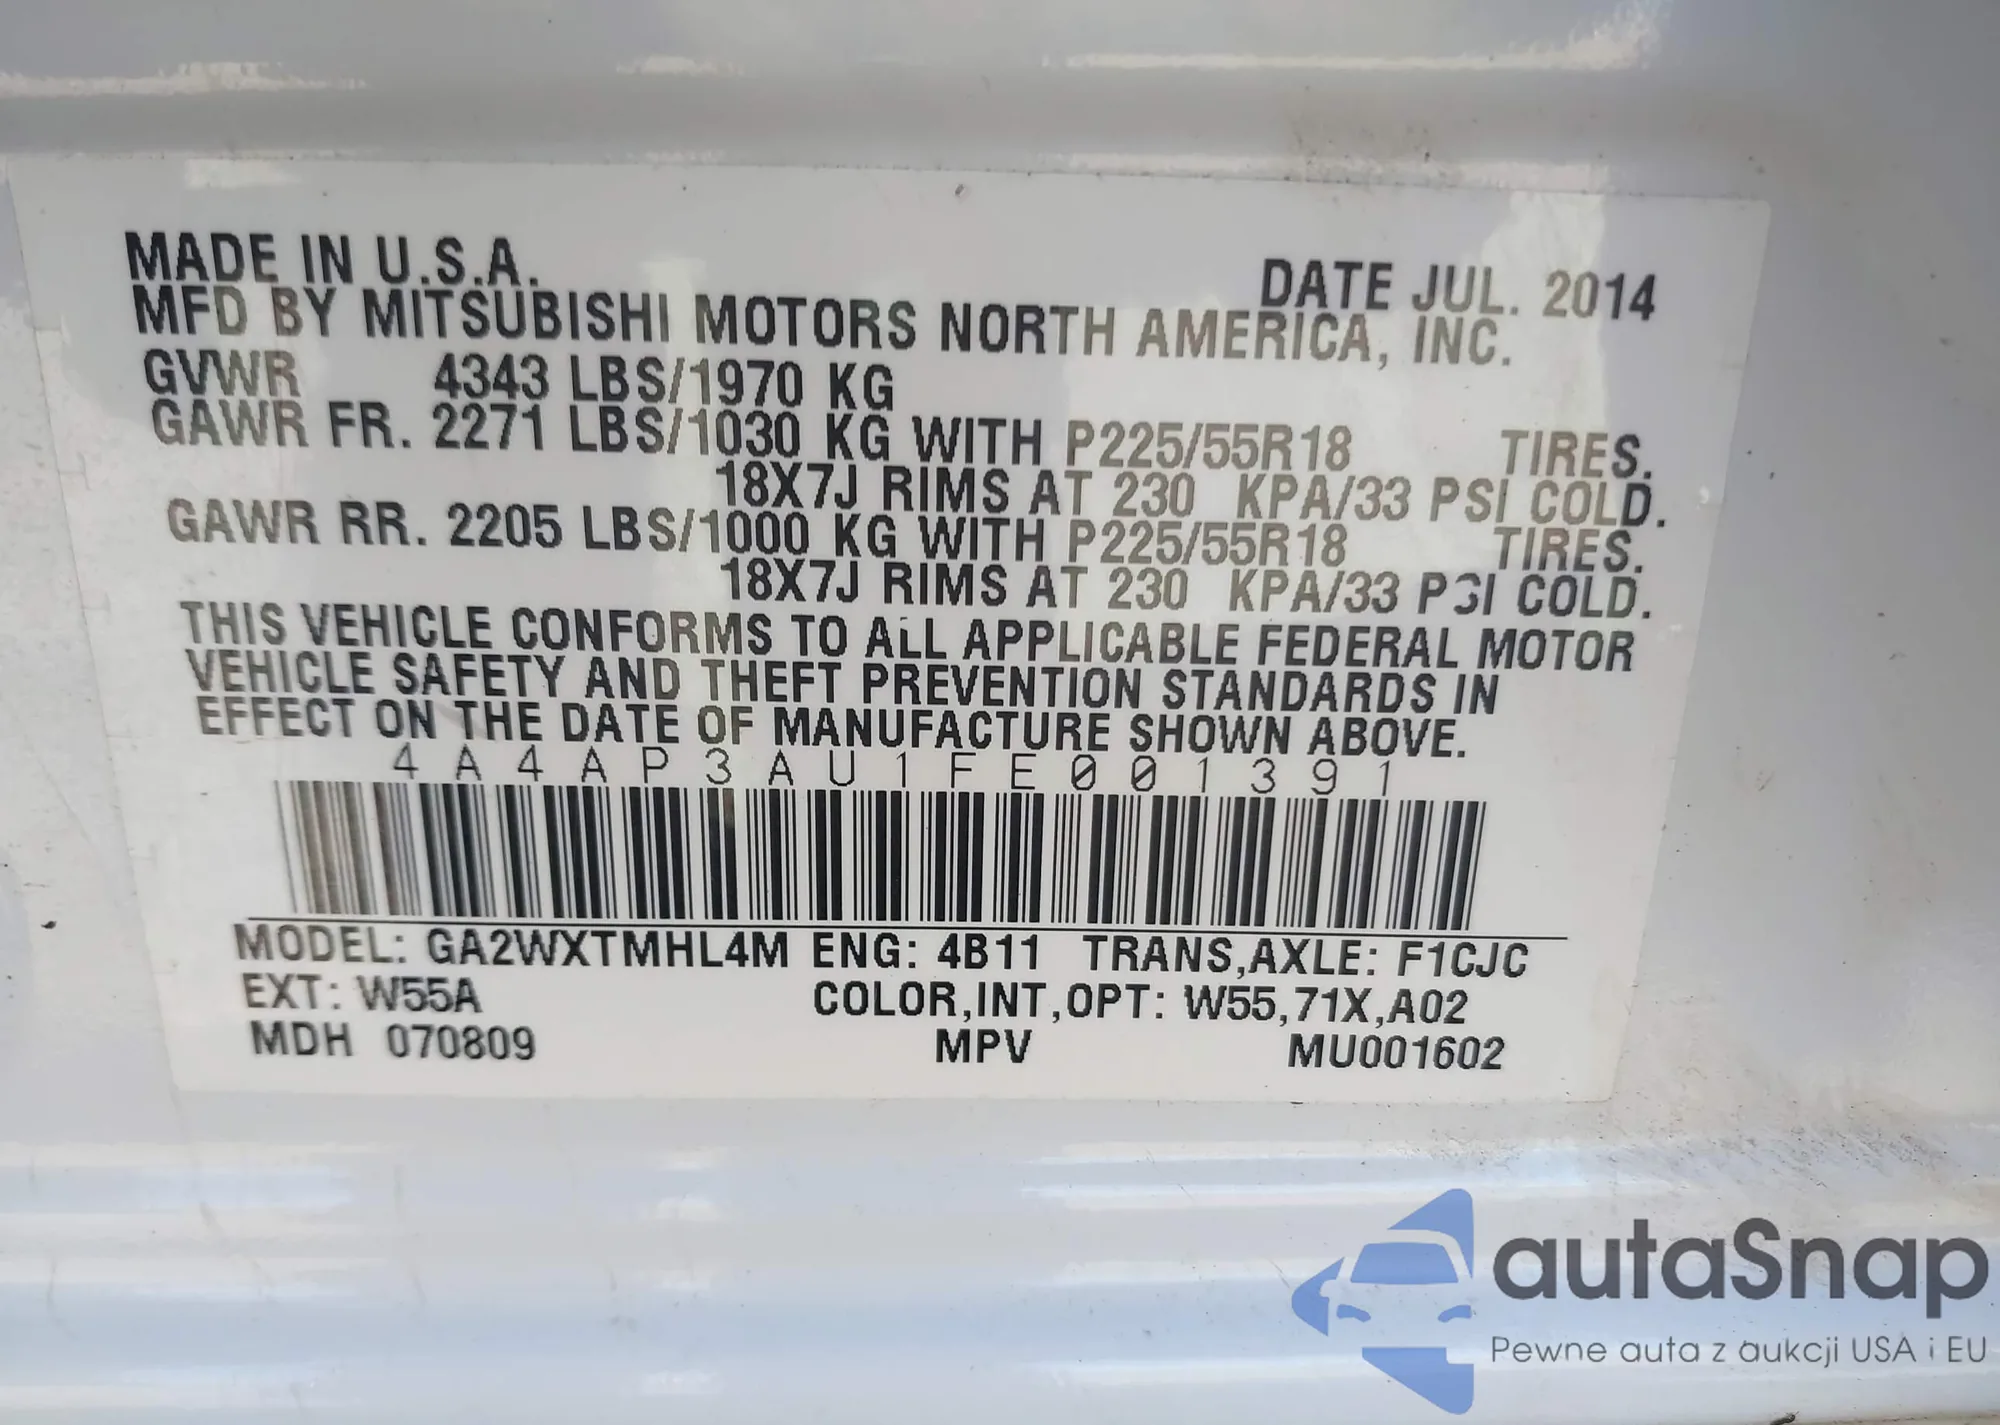 MADE IN U.S.A.
DATE JUL. 2014
MFD BY MITSUBISHI MOTORS NORTH AMERICA, INC.
GVWR 4343 LBS/1970 KG
GAWR FR. 2271 LBS/1030 KG WITH P225/55R18 TIRES.
18X7J RIMS AT 230 KPA/33 PSI COLD.
GAWR RR. 2205 LBS/1000 KG WITH P225/55R18 TIRES.
18X7J RIMS AT 230 KPA/33 PSI COLD.
THIS VEHICLE CONFORMS TO ALL APPLICABLE FEDERAL MOTOR
VEHICLE SAFETY AND THEFT PREVENTION STANDARDS IN
EFFECT ON THE DATE OF MANUFACTURE SHOWN ABOVE.
4A4AP3AU1FE001391
MODEL: GA2WXTMHL4M ENG: 4B11 TRANS,AXLE: F1CJC
EXT: W55A COLOR,INT,OPT: W55,71X,A02
MDH 070809 MPV MU001602
autaSnap
Pewne auta z aukcji USA i EU